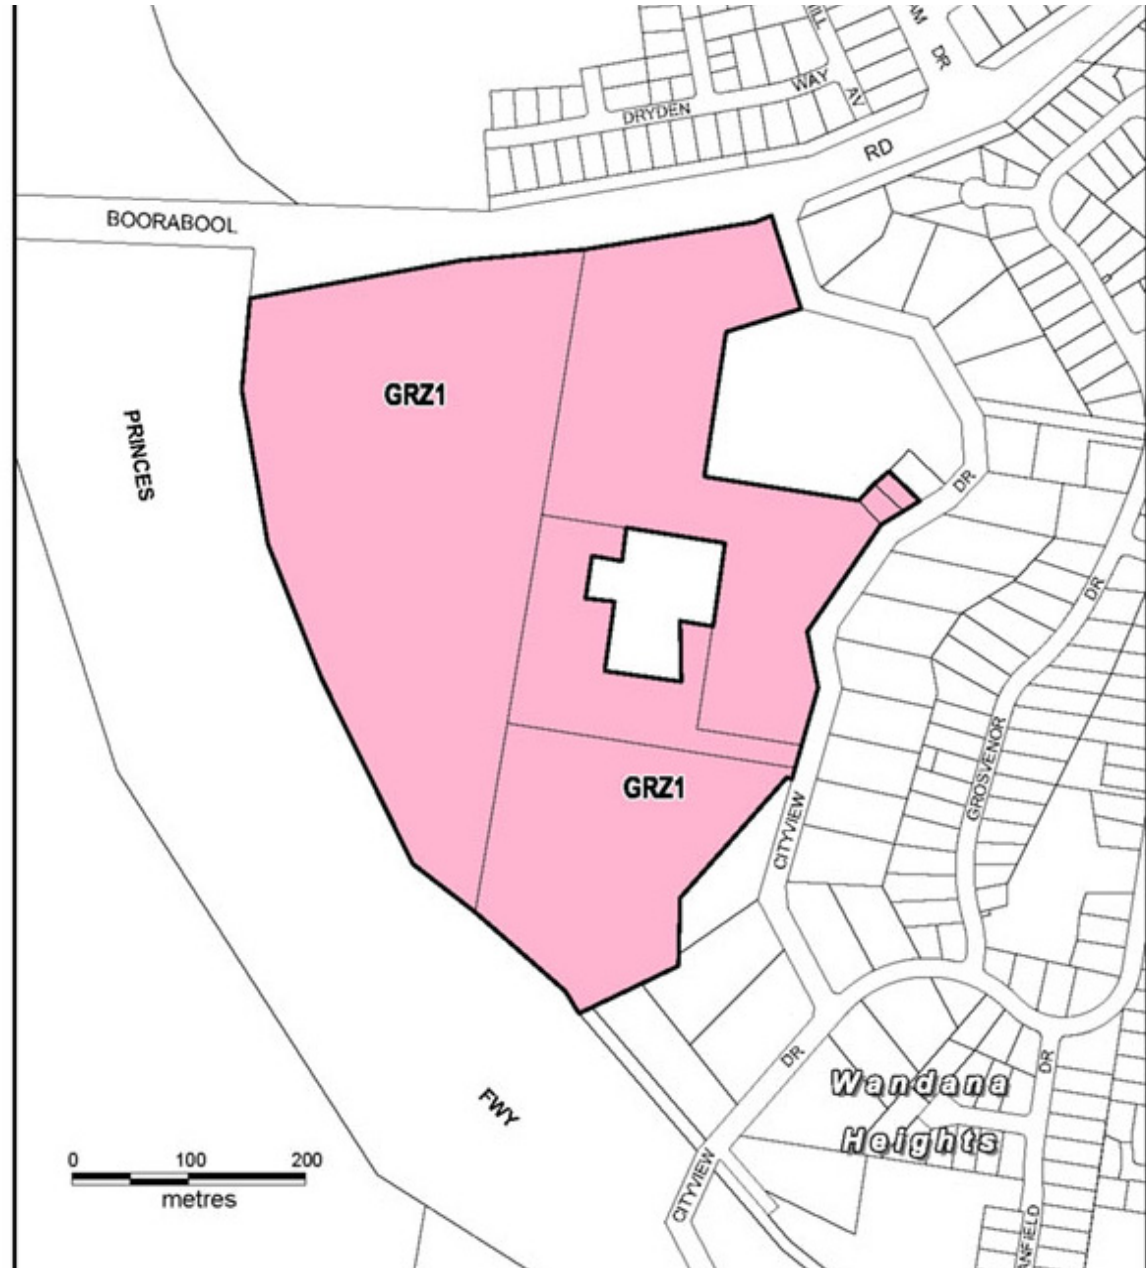 DR
WAY
AV
DRYDEN
RD
BOORABOOL
GRZ1
PRINCES
DR
DR
GROSVENOR
GRZ1
CITYVIEW
DR
DR
Wandana
Heights
FWY
CITYVIEW
0 100 200
metres